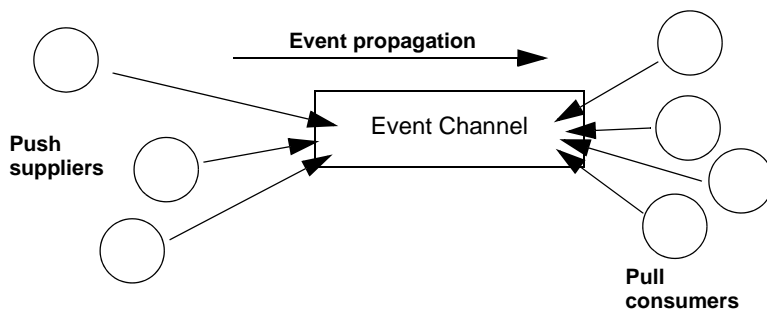 Event propagation
Event Channel
Push
suppliers
Pull
consumers